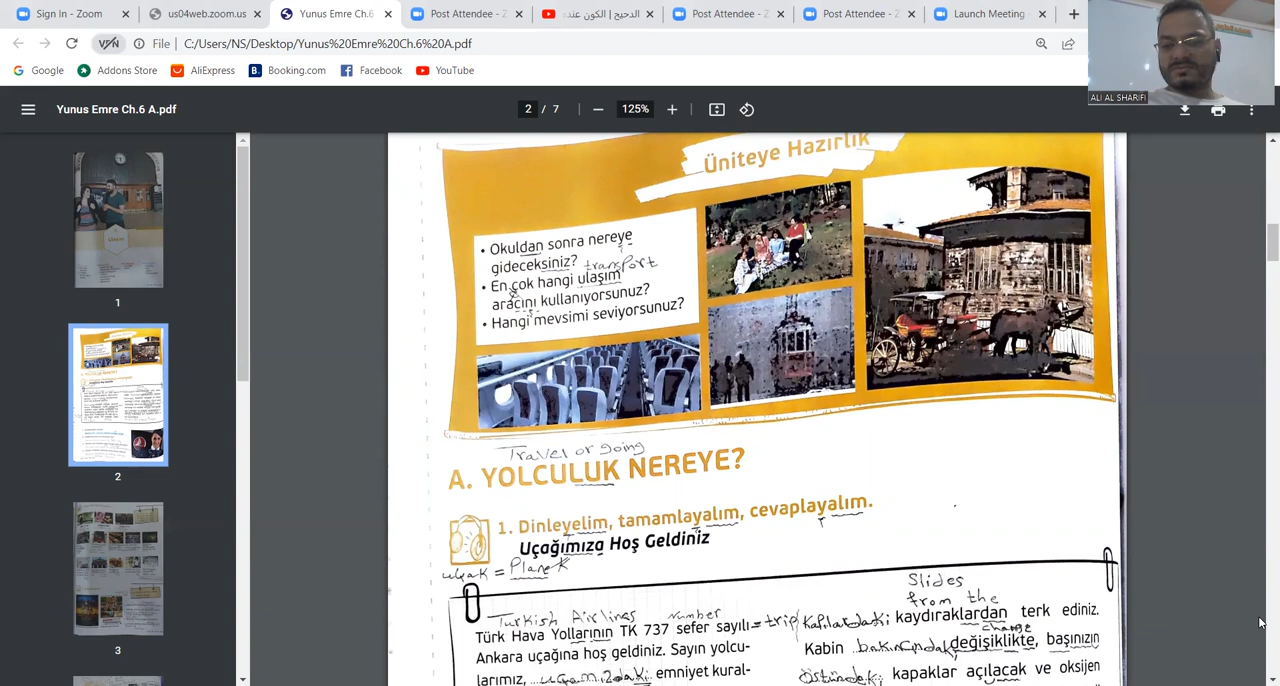 Sign In - Zoom
us04web.zoom.us
Yunus Emre Ch.6
Post Attendee - Z
الدحيح | الكون عنده
Post Attendee - Z
Post Attendee - Z
Launch Meeting -
VPN
File
C:/Users/NS/Desktop/Yunus%20Emre%20Ch.6%20A.pdf
Google
Addons Store
AliExpress
B.
Booking.com
Facebook
YouTube
ALI AL SHARIFI
Yunus Emre Ch.6 A.pdf
2 / 7
125%
1
2
3
Üniteye Hazırlık
• Okuldan sonra nereye
gideceksiniz? transport
• En çok hangi ulaşım
aracını kullanıyorsunuz?
• Hangi mevsimi seviyorsunuz?
Travel or going
A. YOLCULUK NEREYE?
1. Dinleyelim, tamamlayalım, cevaplayalım.
Uçağımıza Hoş Geldiniz
uçak = Plane
Turkish Airlines number
Türk Hava Yollarının TK 737 sefer sayılı = trip
Ankara uçağına hoş geldiniz. Sayın yolcu-
larımız, emniyet kural-
Slides
from the
kaydıraklardan terk ediniz.
change
Kabin değişiklikte, başınızın
kapaklar açılacak ve oksijen